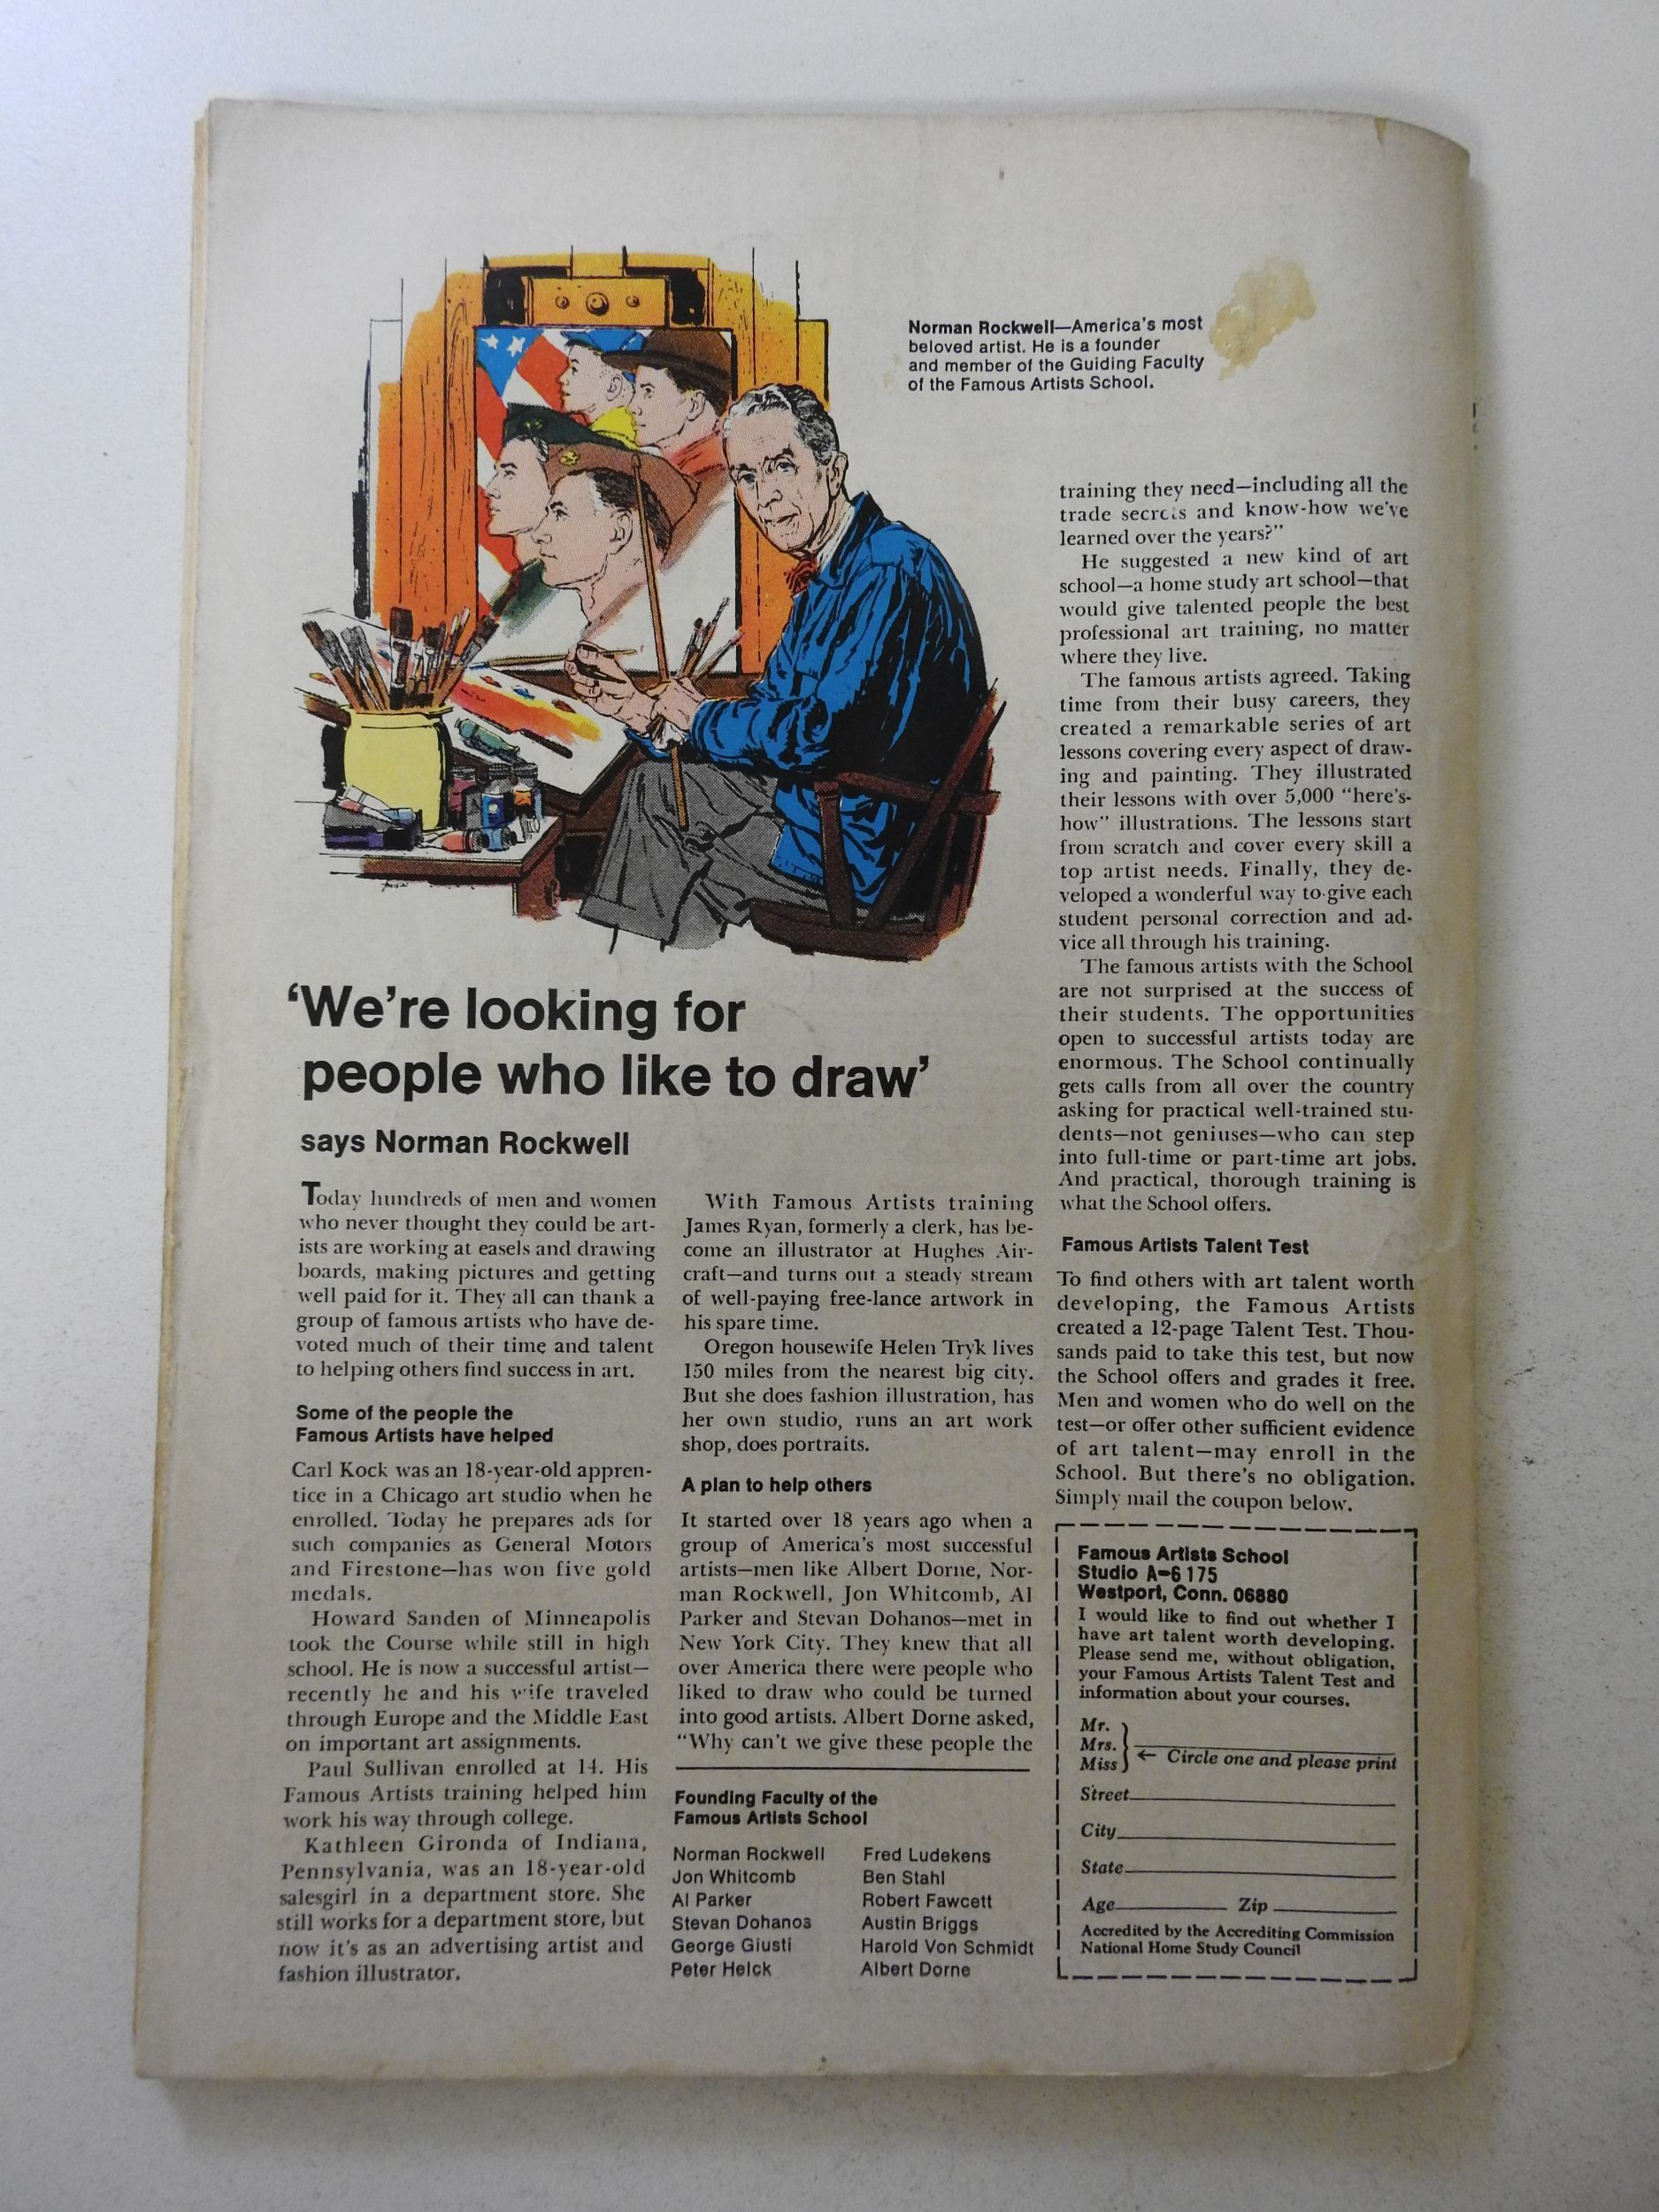 Norman Rockwell—America's most
beloved artist. He is a founder
and member of the Guiding Faculty
of the Famous Artists School.
'We're looking for
people who like to draw'
says Norman Rockwell
Today hundreds of men and women
who never thought they could be art-
ists are working at easels and drawing
boards, making pictures and getting
well paid for it. They all can thank a
group of famous artists who have de-
voted much of their time and talent
to helping others find success in art.
Some of the people the
Famous Artists have helped
Carl Kock was an 18-year-old appren-
tice in a Chicago art studio when he
enrolled. Today he prepares ads for
such companies as General Motors
and Firestone—has won five gold
medals.
Howard Sanden of Minneapolis
took the Course while still in high
school. He is now a successful artist—
recently he and his wife traveled
through Europe and the Middle East
on important art assignments.
Paul Sullivan enrolled at 14. His
Famous Artists training helped him
work his way through college.
Kathleen Gironda of Indiana,
Pennsylvania, was an 18-year-old
salesgirl in a department store. She
still works for a department store, but
now it's as an advertising artist and
fashion illustrator.
With Famous Artists training
James Ryan, formerly a clerk, has be-
come an illustrator at Hughes Air-
craft—and turns out a steady stream
of well-paying free-lance artwork in
his spare time.
Oregon housewife Helen Tryk lives
150 miles from the nearest big city.
But she does fashion illustration, has
her own studio, runs an art work
shop, does portraits.
A plan to help others
It started over 18 years ago when a
group of America's most successful
artists—men like Albert Dorne, Nor-
man Rockwell, Jon Whitcomb, Al
Parker and Stevan Dohanos—met in
New York City. They knew that all
over America there were people who
liked to draw who could be turned
into good artists. Albert Dorne asked,
"Why can't we give these people the
training they need—including all the
trade secrets and know-how we've
learned over the years?"
He suggested a new kind of art
school—a home study art school—that
would give talented people the best
professional art training, no matter
where they live.
The famous artists agreed. Taking
time from their busy careers, they
created a remarkable series of art
lessons covering every aspect of draw-
ing and painting. They illustrated
their lessons with over 5,000 "here's-
how" illustrations. The lessons start
from scratch and cover every skill a
top artist needs. Finally, they de-
veloped a wonderful way to give each
student personal correction and ad-
vice all through his training.
The famous artists with the School
are not surprised at the success of
their students. The opportunities
open to successful artists today are
enormous. The School continually
gets calls from all over the country
asking for practical well-trained stu-
dents—not geniuses—who can step
into full-time or part-time art jobs.
And practical, thorough training is
what the School offers.
Famous Artists Talent Test
To find others with art talent worth
developing, the Famous Artists
created a 12-page Talent Test. Thou-
sands paid to take this test, but now
the School offers and grades it free.
Men and women who do well on the
test—or offer other sufficient evidence
of art talent—may enroll in the
School. But there's no obligation.
Simply mail the coupon below.
Founding Faculty of the
Famous Artists School
Norman Rockwell
Jon Whitcomb
Al Parker
Stevan Dohanos
George Giusti
Peter Helck
Fred Ludekens
Ben Stahl
Robert Fawcett
Austin Briggs
Harold Von Schmidt
Albert Dorne
Famous Artists School
Studio A-6175
Westport, Conn. 06880
I would like to find out whether I
have art talent worth developing.
Please send me, without obligation,
your Famous Artists Talent Test and
information about your courses.
Mr.
Mrs.
Miss ← Circle one and please print
Street
City
State
Age Zip
Accredited by the Accrediting Commission
National Home Study Council